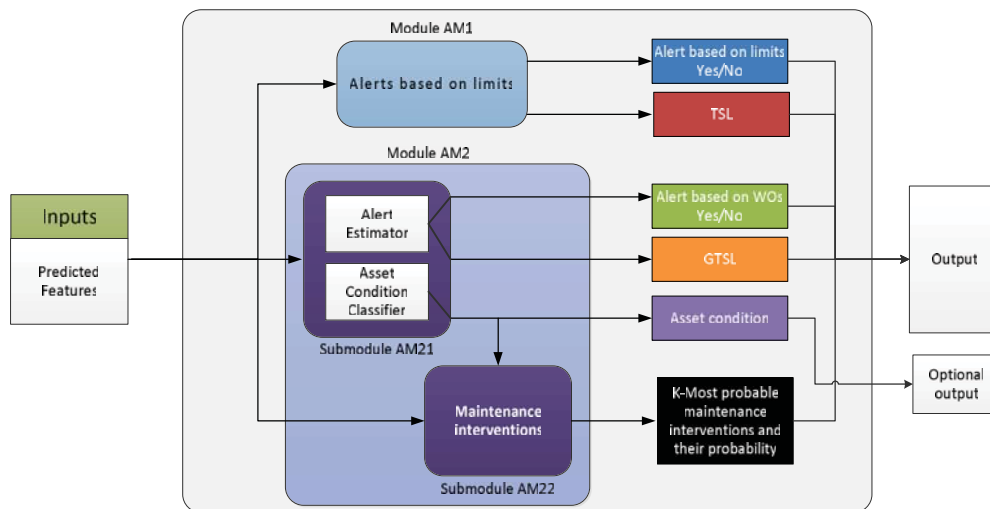 Module AM1
Alerts based on limits
Alert based on limits
Yes/No
TSL
Module AM2
Inputs
Predicted
Features
Alert
Estimator
Asset
Condition
Classifier
Submodule AM21
Alert based on WOs
Yes/No
GTSL
Asset condition
Output
Optional
output
Maintenance
interventions
Submodule AM22
K-Most probable
maintenance
interventions and
their probability